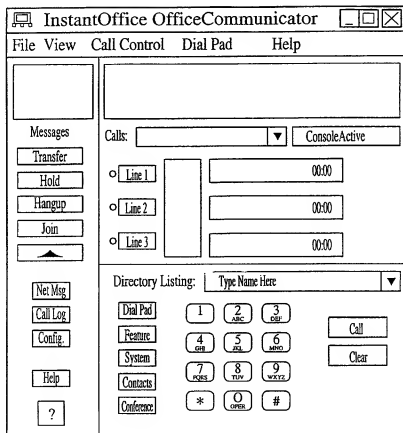 InstantOffice OfficeCommunicator
File View Call Control Dial Pad Help
Messages
Transfer
Hold
Hangup
Join
Net Msg
Call Log
Config.
Help
?
Calls: ConsoleActive
Line 1 00:00
Line 2 00:00
Line 3 00:00
Directory Listing: Type Name Here
Dial Pad
Feature
System
Contacts
Conference
1 2 ABC 3 DEF
4 GHI 5 JKL 6 MNO
7 PQRS 8 TUV 9 WXYZ
* O OPER #
Call
Clear